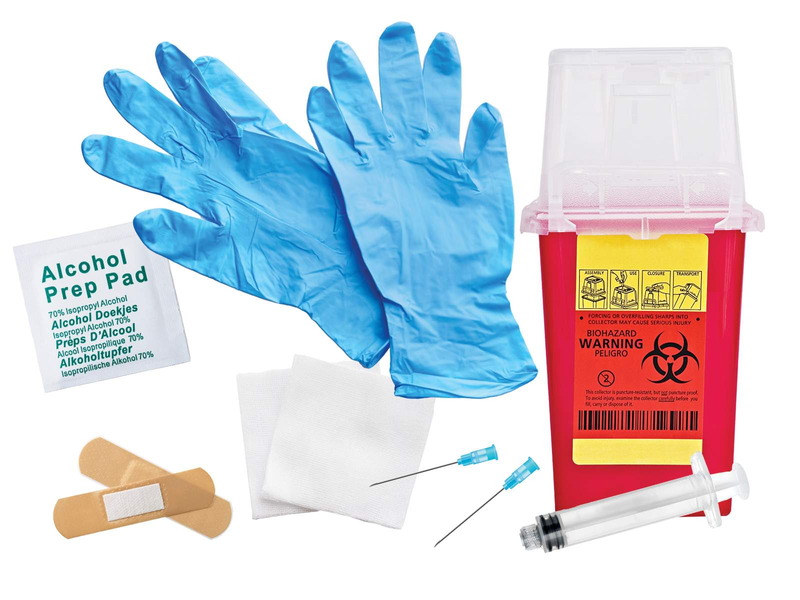 Alcohol
Prep Pad
70% Isopropyl Alcohol
Alcohol Doekjes
Isopropyl Alcohol 70%
Prèps D'Alcool
Alcool Isopropilique 70%
Alkoholtupfer
Isopropilische Alkohol 70%
ASSEMBLY USE CLOSURE TRANSPORT
• FORCING OR OVERFILLING SHARPS INTO •
COLLECTOR MAY CAUSE SERIOUS INJURY
BIOHAZARD
WARNING
PELIGRO
2
This collector is puncture-resistant, but not puncture proof.
To avoid injury, examine the collector carefully before you
fill, carry or dispose of it.